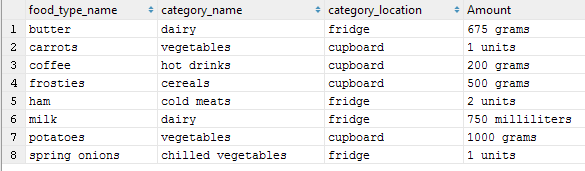 food_type_name category_name category_location Amount
1 butter dairy fridge 675 grams
2 carrots vegetables cupboard 1 units
3 coffee hot drinks cupboard 200 grams
4 frosties cereals cupboard 500 grams
5 ham cold meats fridge 2 units
6 milk dairy fridge 750 milliliters
7 potatoes vegetables cupboard 1000 grams
8 spring onions chilled vegetables fridge 1 units